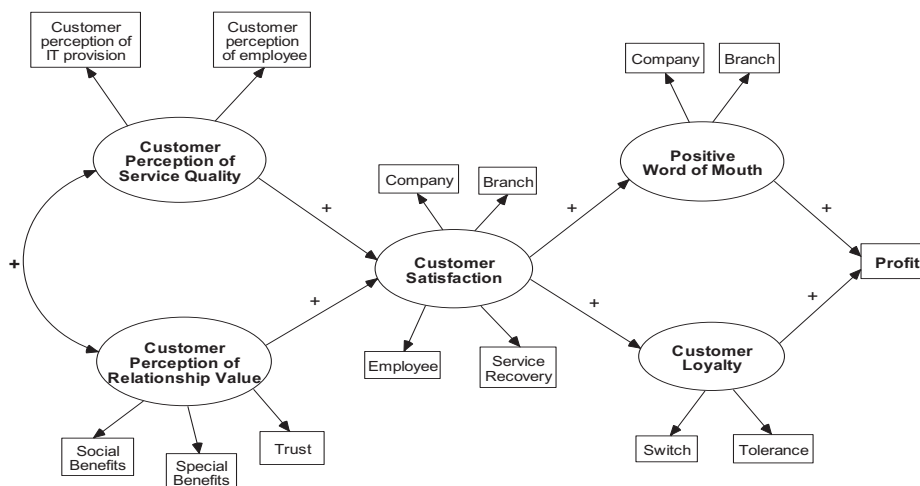 Customer
perception of
IT provision
Customer
perception
of employee
Company
Branch
Customer
Perception of
Service Quality
Positive
Word of Mouth
Company
Branch
+
+
+
+
Customer
Satisfaction
Profit
+
+
+
Customer
Perception of
Relationship Value
Employee
Service
Recovery
Customer
Loyalty
Social
Benefits
Special
Benefits
Trust
Switch
Tolerance